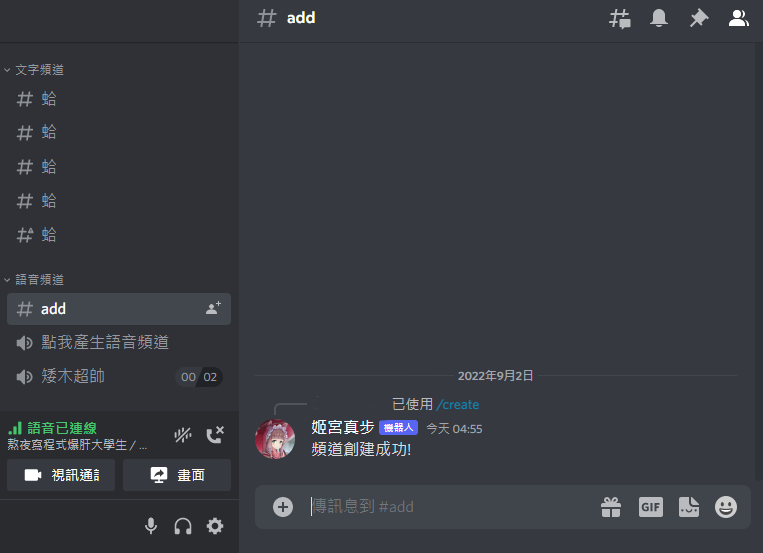 add
文字頻道
蛤
蛤
蛤
蛤
蛤
語音頻道
add
點我產生語音頻道
矮木超帥
00 02
語音已連線
熬夜寫程式爆肝大學生 / ...
視訊通話
畫面
2022年9月2日
已使用 /create
姬宮真步 機器人 今天 04:55
頻道創建成功!
傳訊息到 #add
GIF